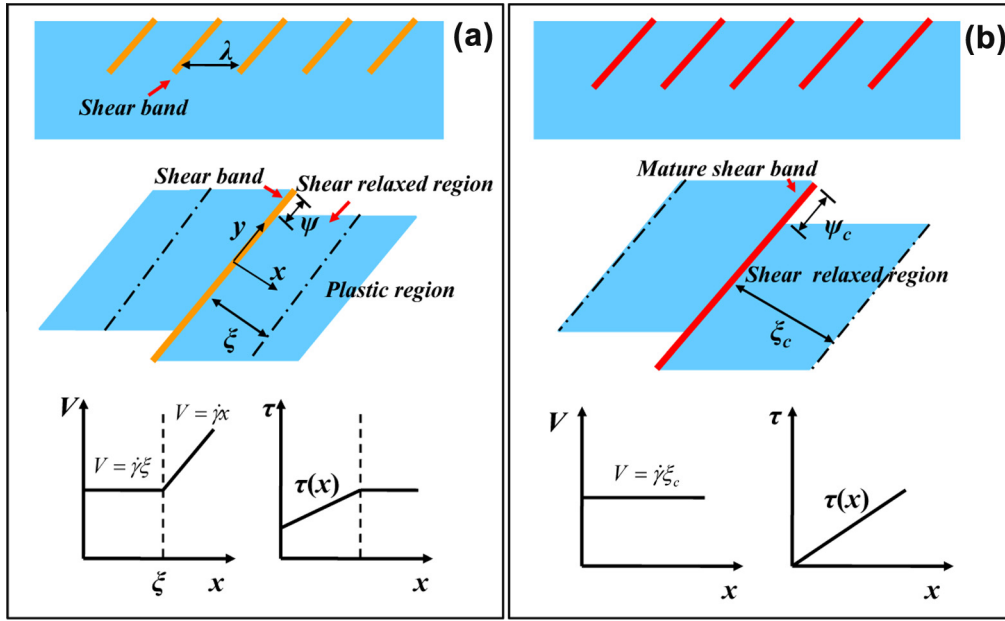 (a)
λ
Shear band
Shear band
Shear relaxed region
ψ
y
x
Plastic region
ξ
V
V = γ̇x
V = γ̇ξ
ξ
x
τ
τ(x)
x
(b)
Mature shear band
ψc
Shear relaxed region
ξc
V
V = γ̇ξc
x
τ
τ(x)
x